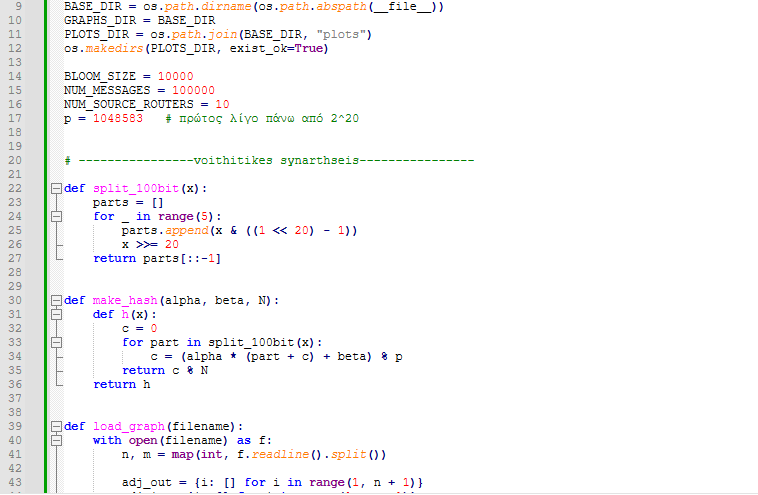 9 BASE_DIR = os.path.dirname(os.path.abspath(__file__))
10 GRAPHS_DIR = BASE_DIR
11 PLOTS_DIR = os.path.join(BASE_DIR, "plots")
12 os.makedirs(PLOTS_DIR, exist_ok=True)
13
14 BLOOM_SIZE = 10000
15 NUM_MESSAGES = 100000
16 NUM_SOURCE_ROUTERS = 10
17 p = 1048583   # πρώτος λίγο πάνω από 2^20
18
19
20 # ----------------voithitikes synarthseis----------------
21
22 def split_100bit(x):
23     parts = []
24     for _ in range(5):
25         parts.append(x & ((1 << 20) - 1))
26         x >>= 20
27     return parts[::-1]
28
29
30 def make_hash(alpha, beta, N):
31     def h(x):
32         c = 0
33         for part in split_100bit(x):
34             c = (alpha * (part + c) + beta) % p
35         return c % N
36     return h
37
38
39 def load_graph(filename):
40     with open(filename) as f:
41         n, m = map(int, f.readline().split())
42
43         adj_out = {i: [] for i in range(1, n + 1)}